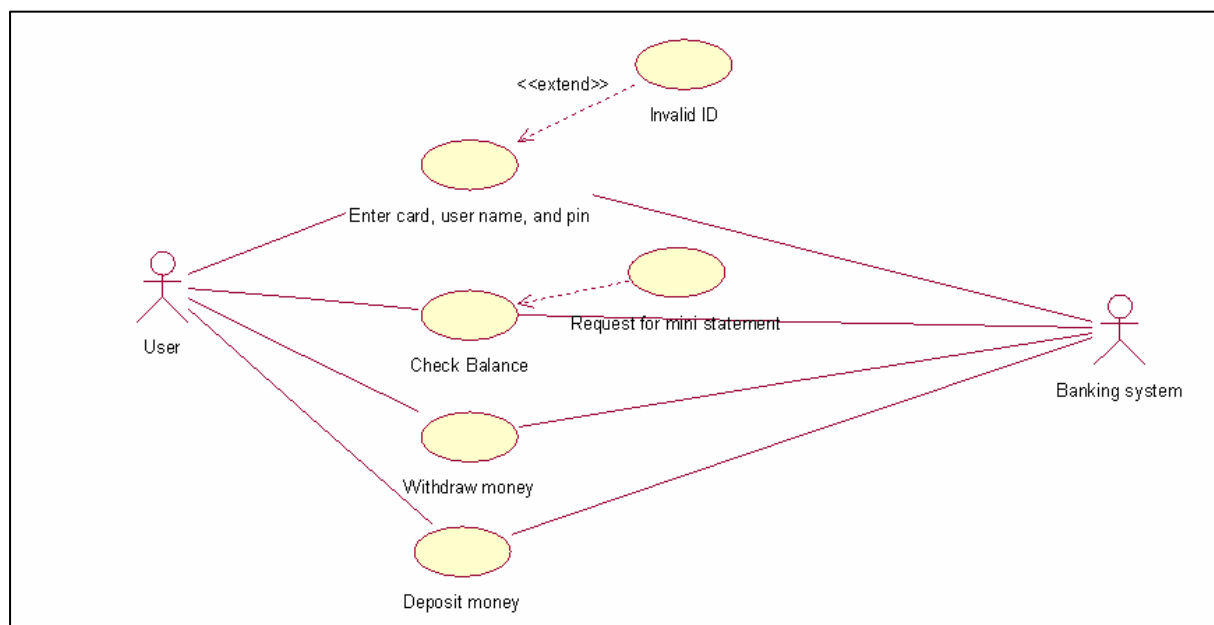 <<extend>>
Invalid ID
Enter card, user name, and pin
Request for mini statement
User
Check Balance
Banking system
Withdraw money
Deposit money